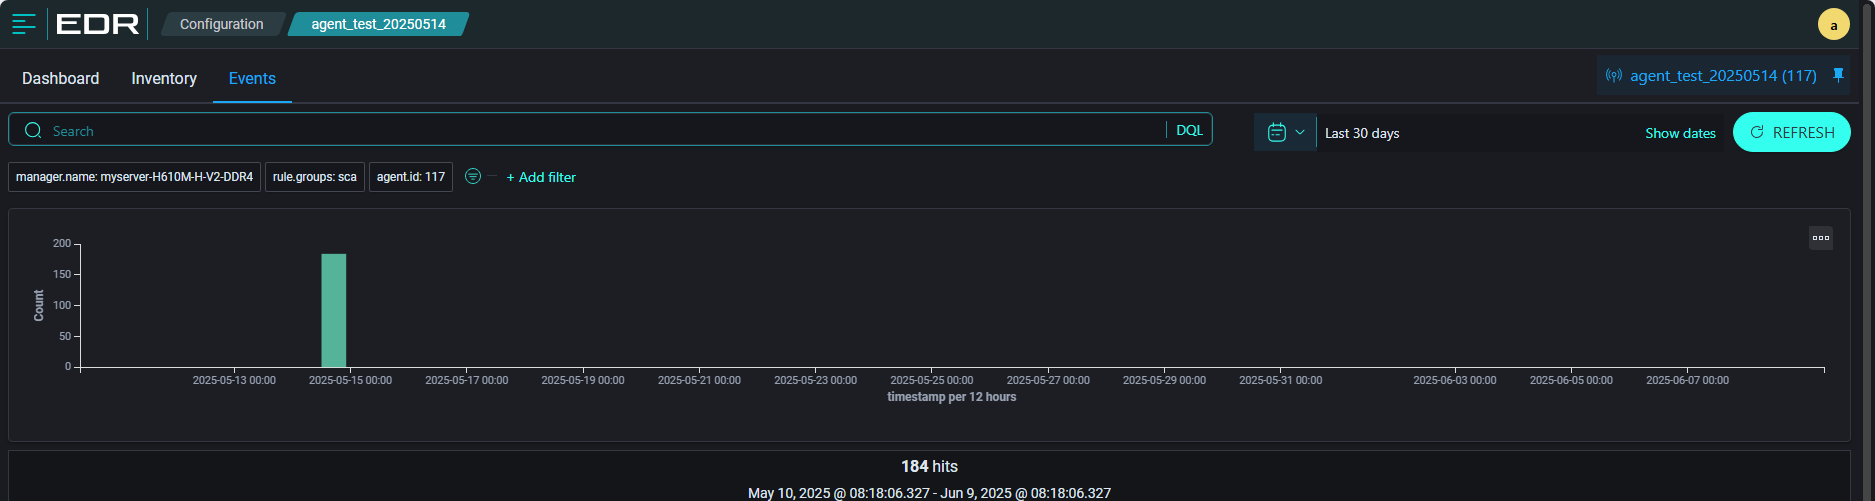 EDR Configuration agent_test_20250514 a
Dashboard Inventory Events agent_test_20250514 (117)
Search DQL Last 30 days Show dates REFRESH
manager.name: myserver-H610M-H-V2-DDR4 rule.groups: sca agent.id: 117 + Add filter
200
150
100
50
0
Count
2025-05-13 00:00 2025-05-15 00:00 2025-05-17 00:00 2025-05-19 00:00 2025-05-21 00:00 2025-05-23 00:00 2025-05-25 00:00 2025-05-27 00:00 2025-05-29 00:00 2025-05-31 00:00 2025-06-03 00:00 2025-06-05 00:00 2025-06-07 00:00
timestamp per 12 hours
184 hits
May 10, 2025 @ 08:18:06.327 - Jun 9, 2025 @ 08:18:06.327